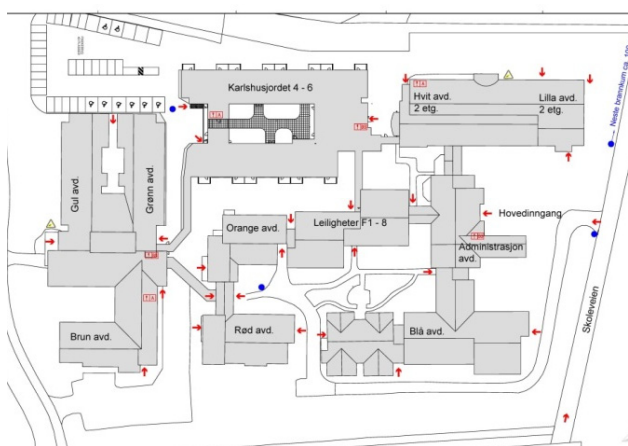 Karlshusjordet 4 - 6
Hvit avd.
2 etg.
Lilla avd.
2 etg.
Neste brannkum ca. 100
Gul avd.
Grønn avd.
Orange avd.
Leiligheter F1 - 8
Hovedinngang
Administrasjon
avd.
Brun avd.
Rød avd.
Blå avd.
Skoleveien